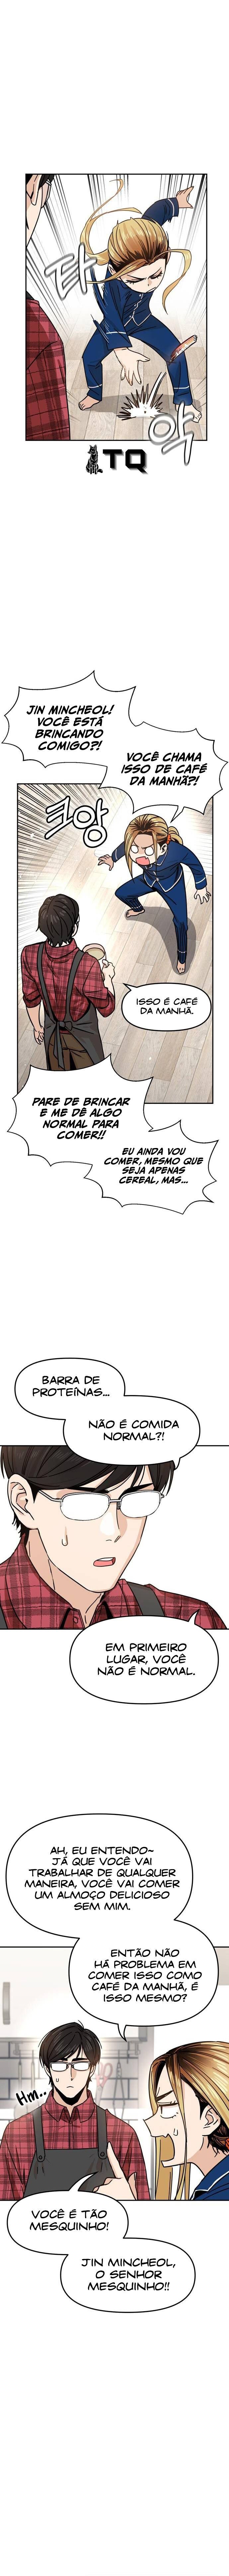 타
악
TQ
JIN MINCHEOL!
VOCÊ ESTÁ
BRINCANDO
COMIGO?!
VOCÊ CHAMA
ISSO DE CAFÉ
DA MANHÃ?!
ISSO É CAFÉ
DA MANHÃ.
PARE DE BRINCAR
E ME DÊ ALGO
NORMAL PARA
COMER!!
EU AINDA VOU
COMER, MESMO QUE
SEJA APENAS
CEREAL, MAS...
BARRA DE
PROTEÍNAS...
NÃO É COMIDA
NORMAL?!
EM PRIMEIRO
LUGAR, VOCÊ
NÃO É NORMAL.
AH, EU ENTENDO~
JÁ QUE VOCÊ VAI
TRABALHAR DE QUALQUER
MANEIRA, VOCÊ VAI COMER
UM ALMOÇO DELICIOSO
SEM MIM.
ENTÃO NÃO
HÁ PROBLEMA EM
COMER ISSO COMO
CAFÉ DA MANHÃ, É
ISSO MESMO?
Hm..
VOCÊ É TÃO
MESQUINHO!
JIN MINCHEOL,
O SENHOR
MESQUINHO!!